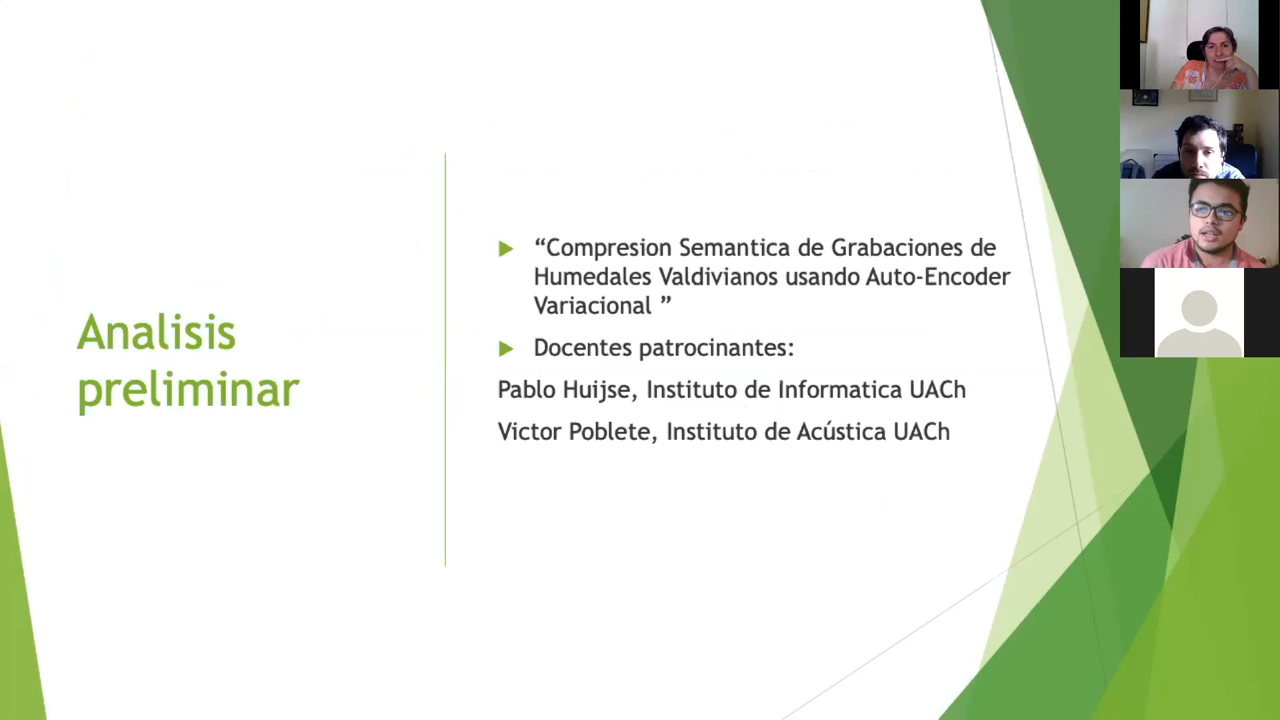 Analisis
preliminar
“Compresion Semantica de Grabaciones de
Humedales Valdivianos usando Auto-Encoder
Variacional ”
Docentes patrocinantes:
Pablo Huijse, Instituto de Informatica UACh
Victor Poblete, Instituto de Acústica UACh